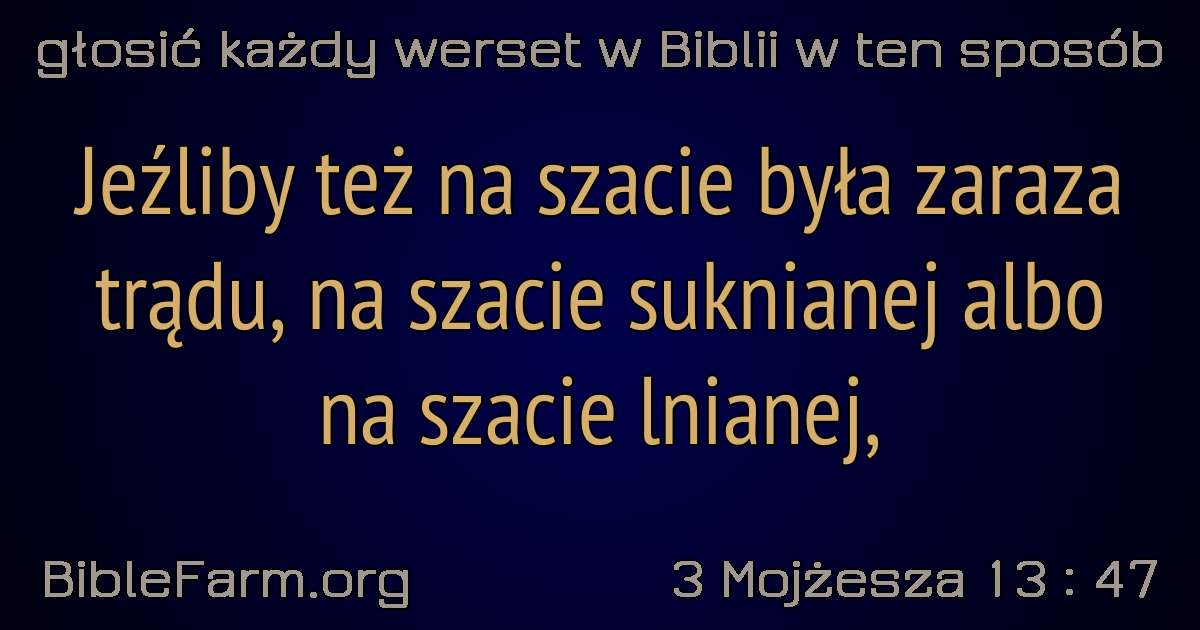 głosić każdy werset w Biblii w ten sposób
Jeźliby też na szacie była zaraza
trądu, na szacie suknianej albo
na szacie lnianej,
BibleFarm.org
3 Mojżesza 13 : 47